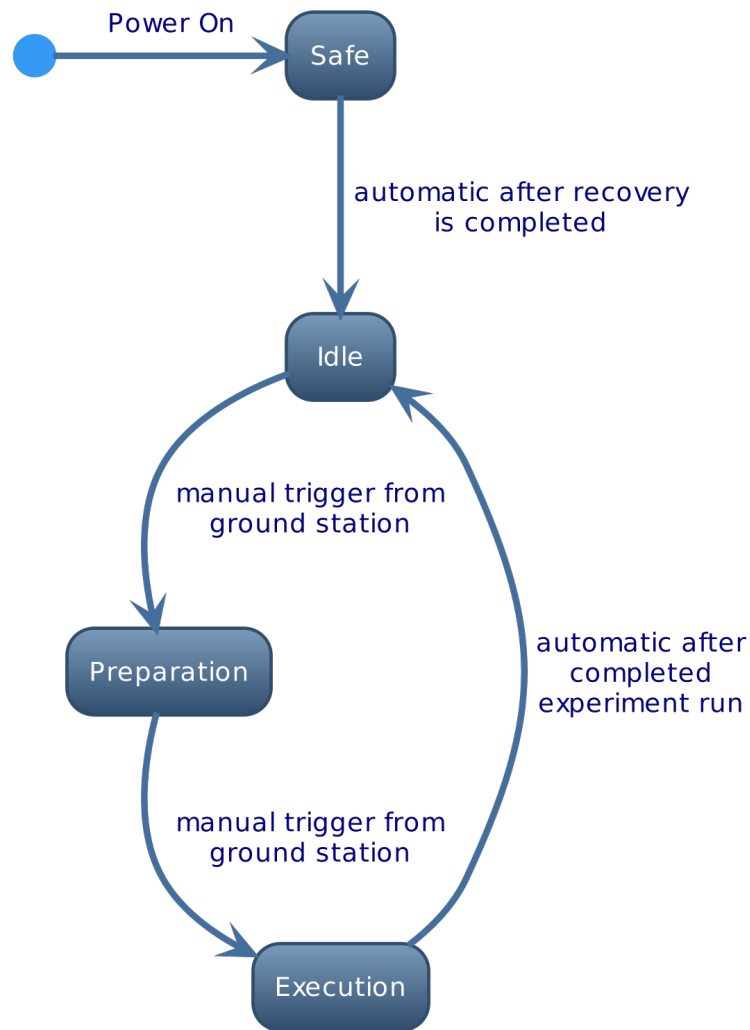 Power On
Safe
automatic after recovery
is completed
Idle
manual trigger from
ground station
automatic after
completed
experiment run
Preparation
manual trigger from
ground station
Execution